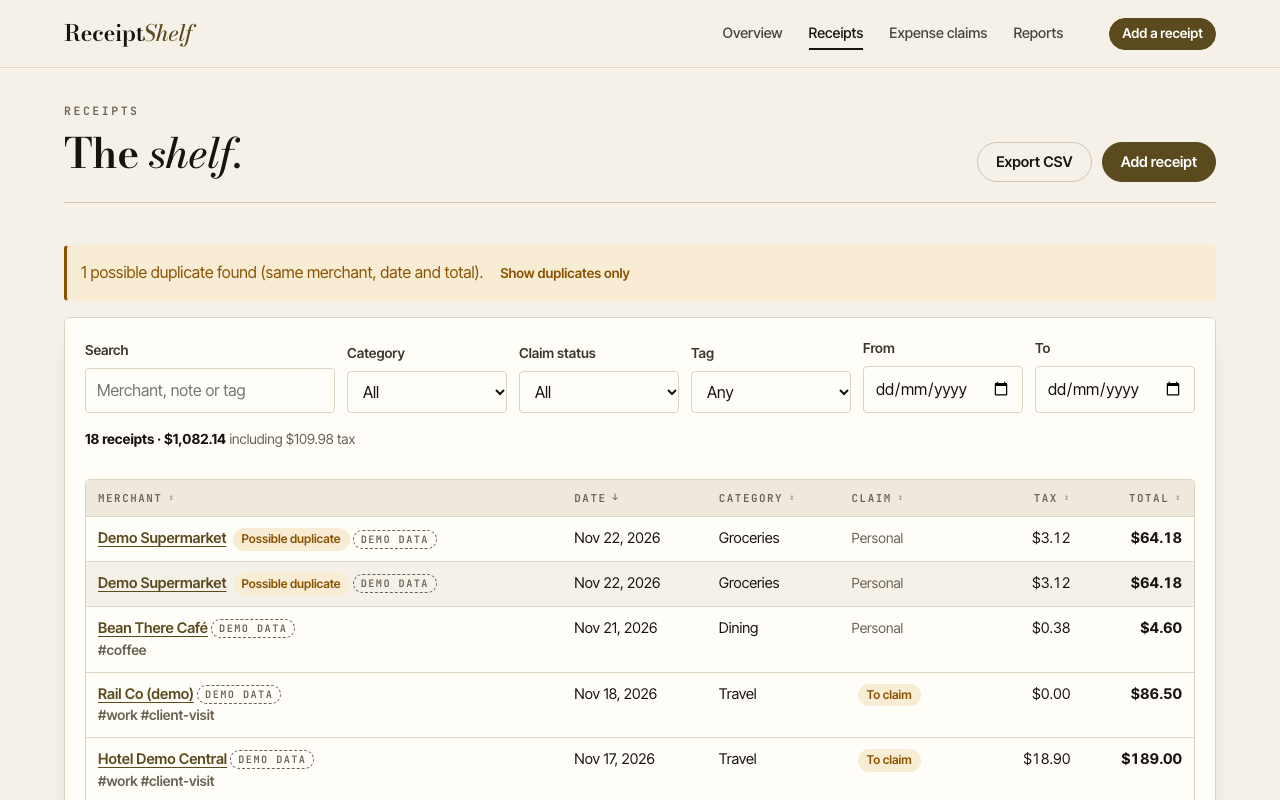 ReceiptShelf
Overview Receipts Expense claims Reports Add a receipt
RECEIPTS
The shelf.
Export CSV Add receipt
1 possible duplicate found (same merchant, date and total). Show duplicates only
Search Category Claim status Tag From To
Merchant, note or tag All All Any dd/mm/yyyy dd/mm/yyyy
18 receipts · $1,082.14 including $109.98 tax
MERCHANT ↕ DATE ↓ CATEGORY ↕ CLAIM ↕ TAX ↕ TOTAL ↕
Demo Supermarket Possible duplicate DEMO DATA Nov 22, 2026 Groceries Personal $3.12 $64.18
Demo Supermarket Possible duplicate DEMO DATA Nov 22, 2026 Groceries Personal $3.12 $64.18
Bean There Café DEMO DATA Nov 21, 2026 Dining Personal $0.38 $4.60
#coffee
Rail Co (demo) DEMO DATA Nov 18, 2026 Travel To claim $0.00 $86.50
#work #client-visit
Hotel Demo Central DEMO DATA Nov 17, 2026 Travel To claim $18.90 $189.00
#work #client-visit